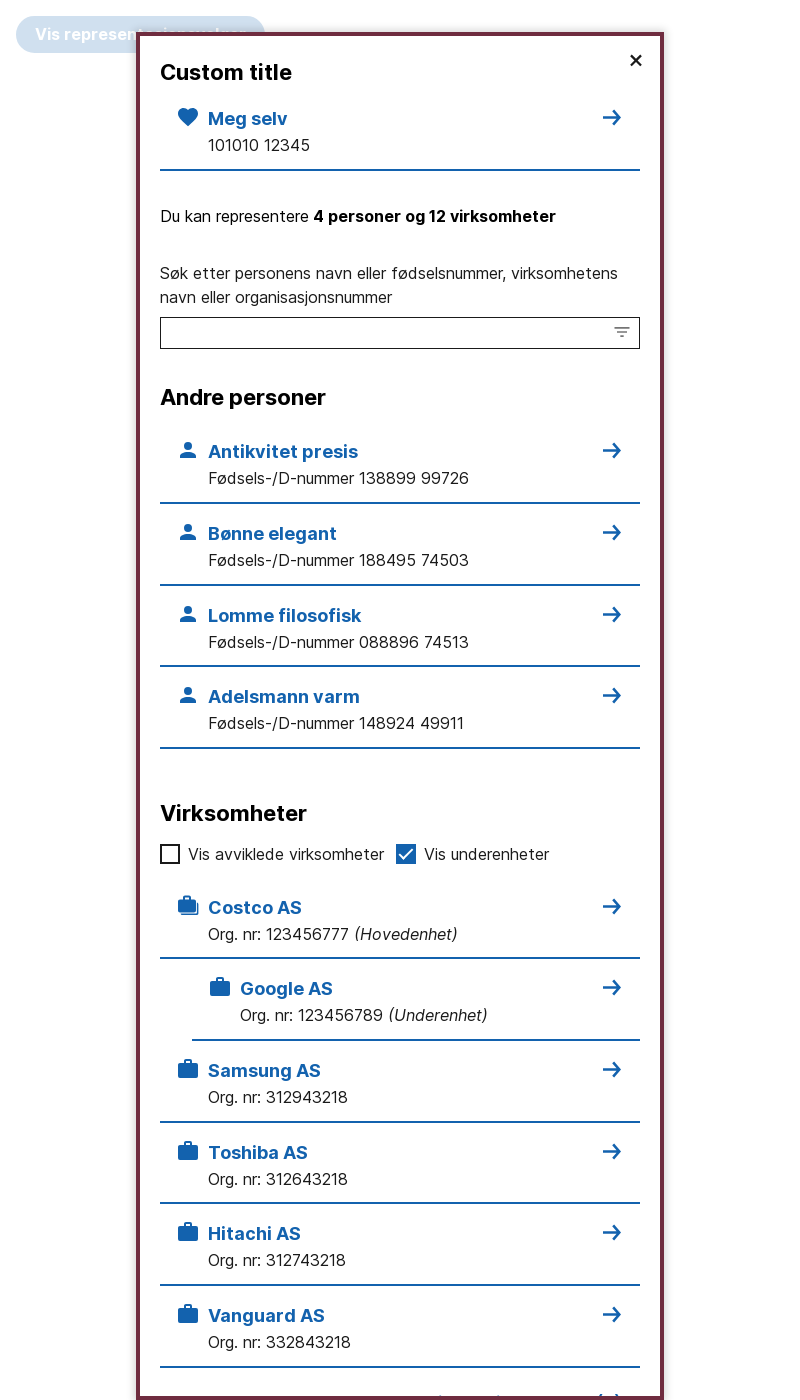 Vis represen
Custom title
Meg selv
101010 12345
Du kan representere 4 personer og 12 virksomheter
Søk etter personens navn eller fødselsnummer, virksomhetens
navn eller organisasjonsnummer
Andre personer
Antikvitet presis
Fødsels-/D-nummer 138899 99726
Bønne elegant
Fødsels-/D-nummer 188495 74503
Lomme filosofisk
Fødsels-/D-nummer 088896 74513
Adelsmann varm
Fødsels-/D-nummer 148924 49911
Virksomheter
Vis avviklede virksomheter Vis underenheter
Costco AS
Org. nr: 123456777 (Hovedenhet)
Google AS
Org. nr: 123456789 (Underenhet)
Samsung AS
Org. nr: 312943218
Toshiba AS
Org. nr: 312643218
Hitachi AS
Org. nr: 312743218
Vanguard AS
Org. nr: 332843218